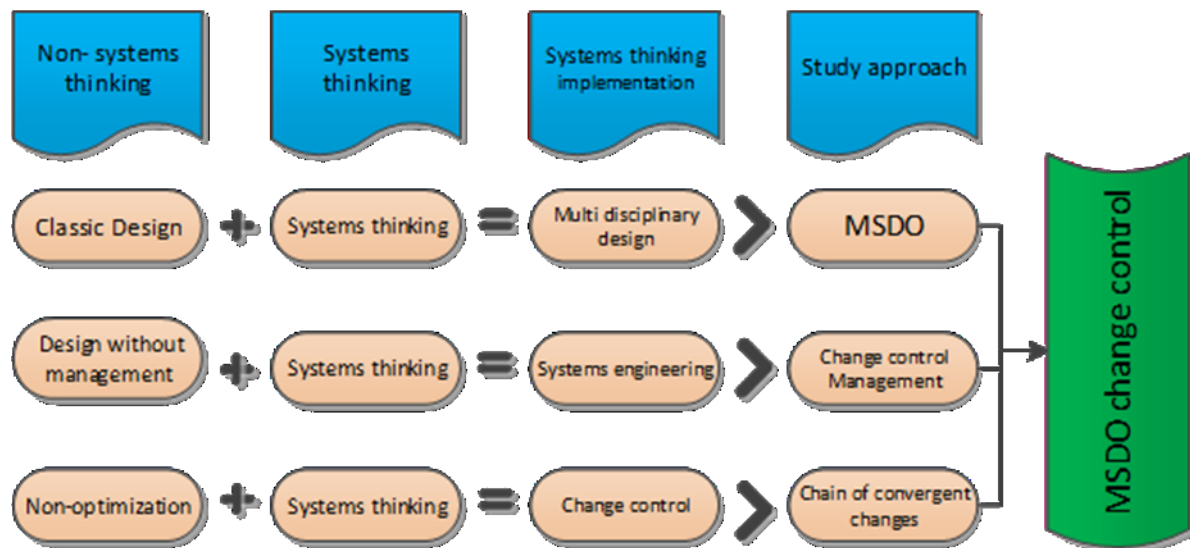 Non- systems
thinking
Systems
thinking
Systems thinking
implementation
Study approach
Classic Design
Systems thinking
Multi disciplinary
design
MSDO
Design without
management
Systems thinking
Systems engineering
Change control
Management
Non-optimization
Systems thinking
Change control
Chain of convergent
changes
MSDO change control